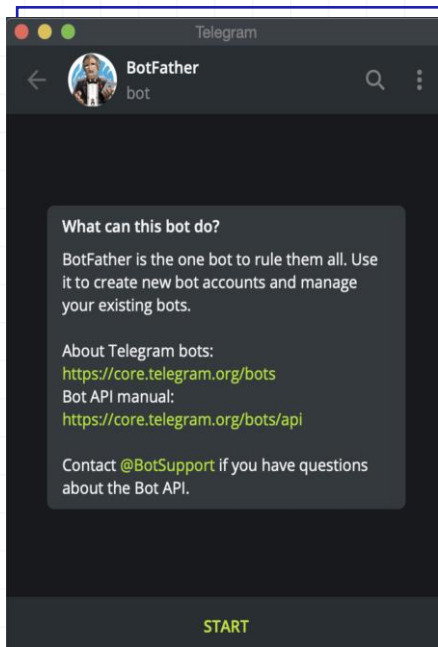 Telegram
BotFather
bot
What can this bot do?
BotFather is the one bot to rule them all. Use
it to create new bot accounts and manage
your existing bots.
About Telegram bots:
https://core.telegram.org/bots
Bot API manual:
https://core.telegram.org/bots/api
Contact @BotSupport if you have questions
about the Bot API.
START